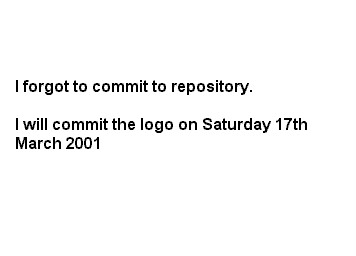 I forgot to commit to repository.
I will commit the logo on Saturday 17th
March 2001